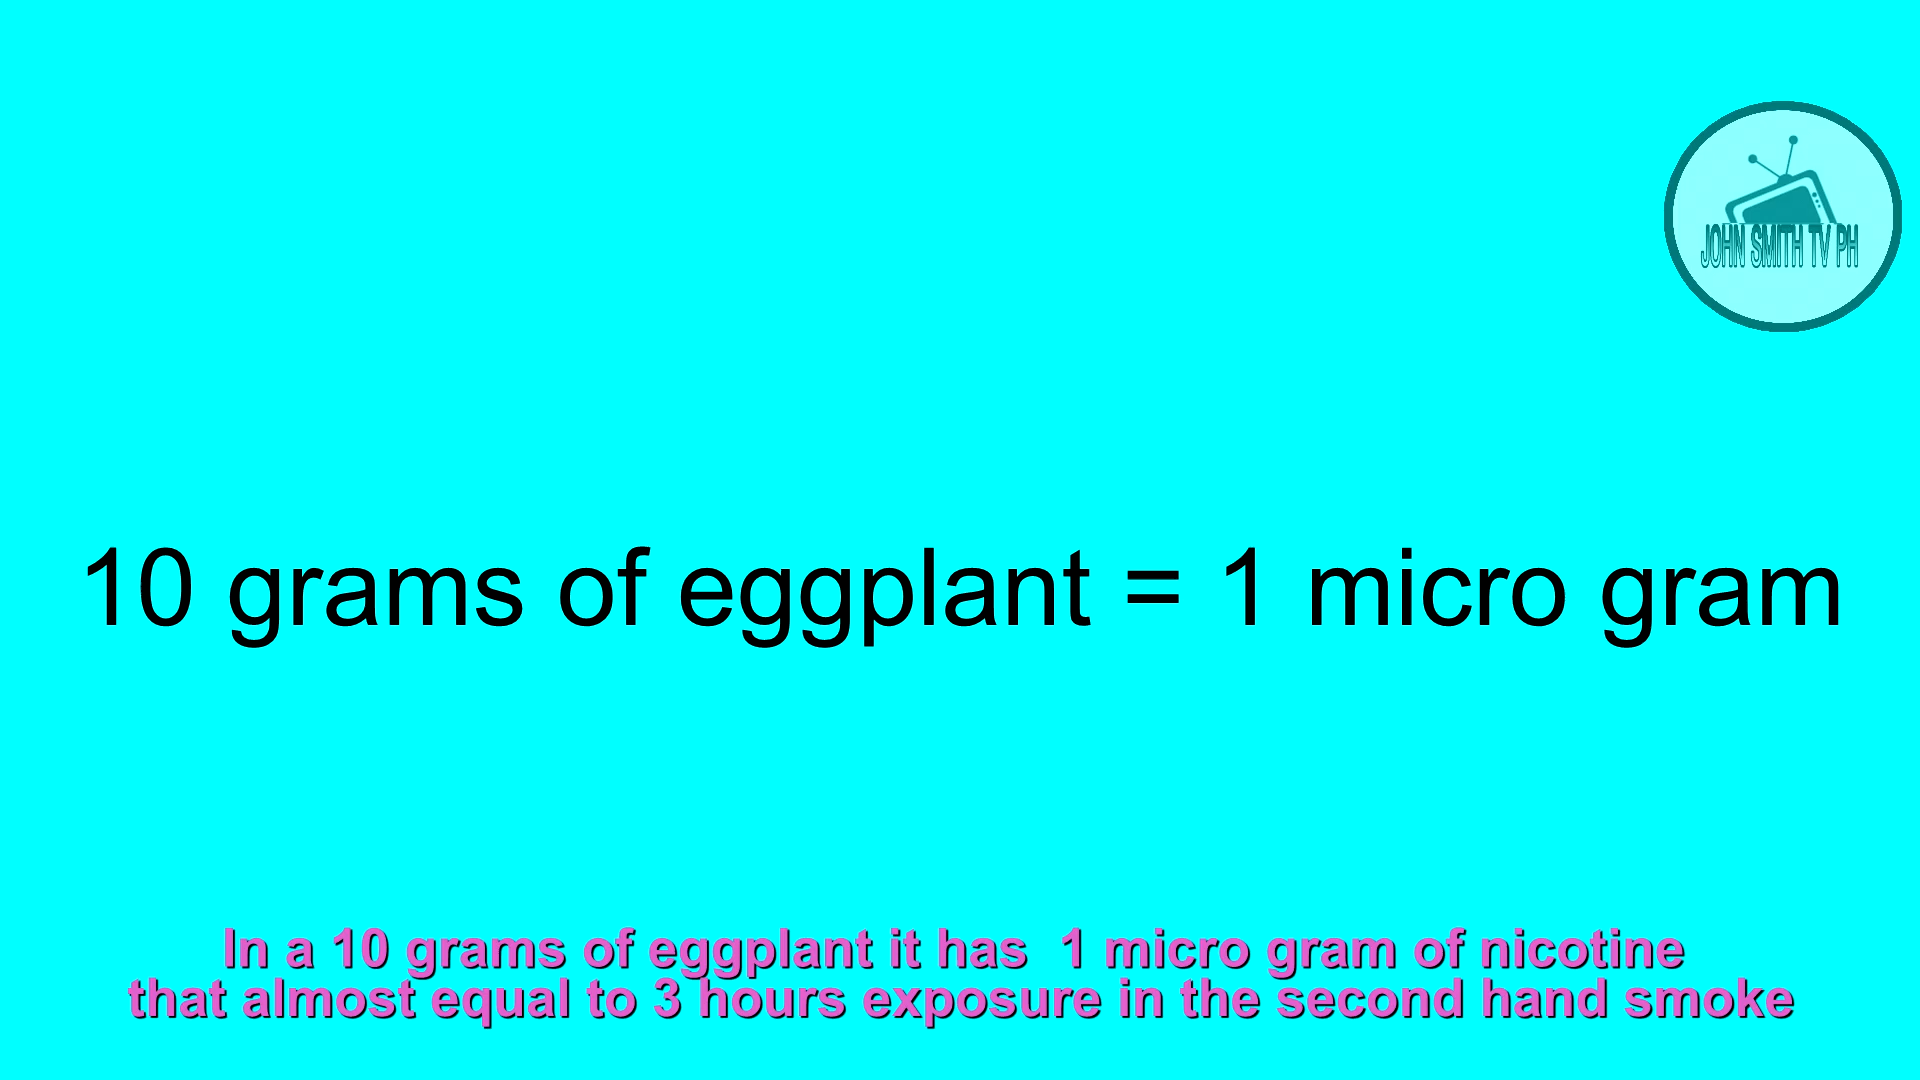 JOHN SMITH TV PH
10 grams of eggplant = 1 micro gram
In a 10 grams of eggplant it has  1 micro gram of nicotine
that almost equal to 3 hours exposure in the second hand smoke